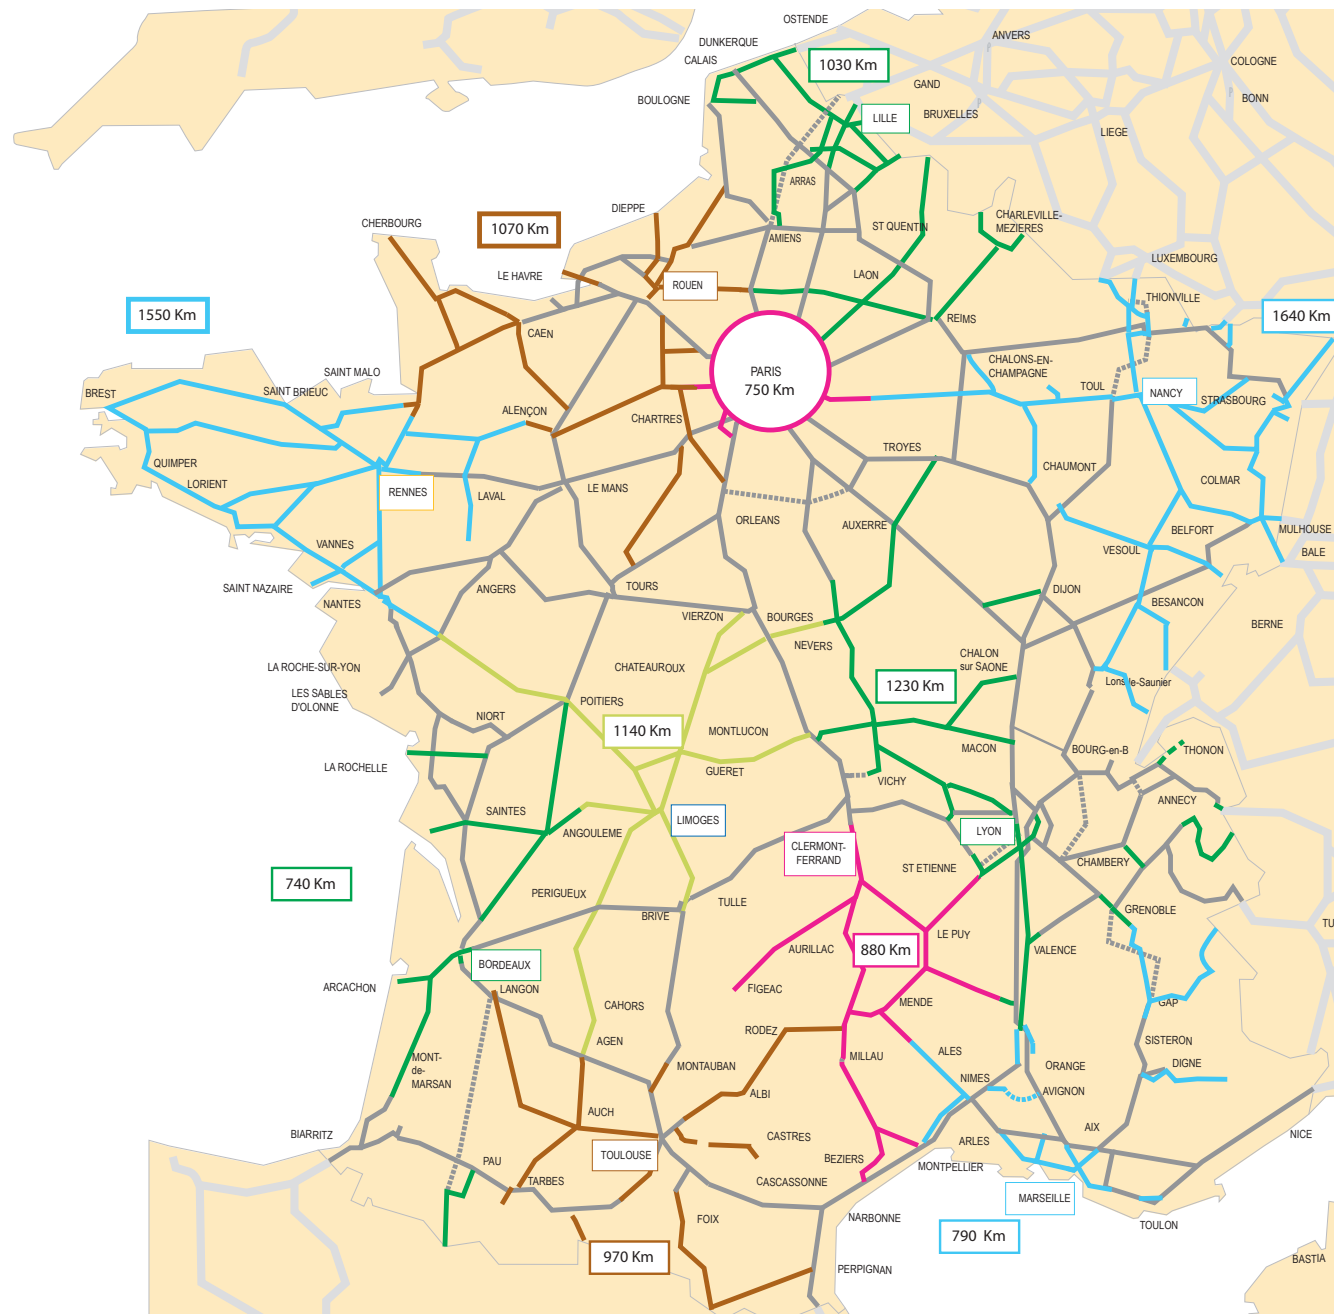 OSTENDE
ANVERS
DUNKERQUE
CALAIS
1030 Km
COLOGNE
GAND
BONN
BOULOGNE
BRUXELLES
LILLE
LIEGE
ARRAS
DIEPPE
CHARLEVILLE-
MEZIERES
CHERBOURG
1070 Km
ST QUENTIN
AMIENS
LUXEMBOURG
LE HAVRE
LAON
ROUEN
THIONVILLE
1550 Km
REIMS
1640 Km
CAEN
CHALONS-EN-
CHAMPAGNE
SAINT MALO
PARIS
750 Km
TOUL
BREST
SAINT BRIEUC
NANCY
STRASBOURG
ALENÇON
CHARTRES
TROYES
QUIMPER
CHAUMONT
LORIENT
RENNES
LAVAL
LE MANS
COLMAR
ORLEANS
AUXERRE
BELFORT
MULHOUSE
VANNES
VESOUL
BALE
SAINT NAZAIRE
ANGERS
TOURS
DIJON
NANTES
VIERZON
BOURGES
BESANCON
BERNE
NEVERS
CHALON
sur SAONE
LA ROCHE-SUR-YON
CHATEAUROUX
1230 Km
Lons-le-Saunier
LES SABLES
D'OLONNE
POITIERS
NIORT
1140 Km
MONTLUCON
MACON
BOURG-en-B
THONON
LA ROCHELLE
GUERET
VICHY
ANNECY
SAINTES
LIMOGES
ANGOULEME
LYON
CLERMONT-
FERRAND
CHAMBERY
ST ETIENNE
740 Km
PERIGUEUX
BRIVE
TULLE
GRENOBLE
LE PUY
TU
AURILLAC
880 Km
VALENCE
BORDEAUX
ARCACHON
LANGON
FIGEAC
CAHORS
MENDE
GAP
RODEZ
AGEN
SISTERON
MONT-
de-
MARSAN
MONTAUBAN
MILLAU
ALES
ORANGE
DIGNE
NIMES
ALBI
AVIGNON
AUCH
BIARRITZ
CASTRES
AIX
NICE
ARLES
TOULOUSE
BEZIERS
PAU
MONTPELLIER
TARBES
CASCASSONNE
MARSEILLE
FOIX
NARBONNE
TOULON
790 Km
970 Km
BASTIA
PERPIGNAN